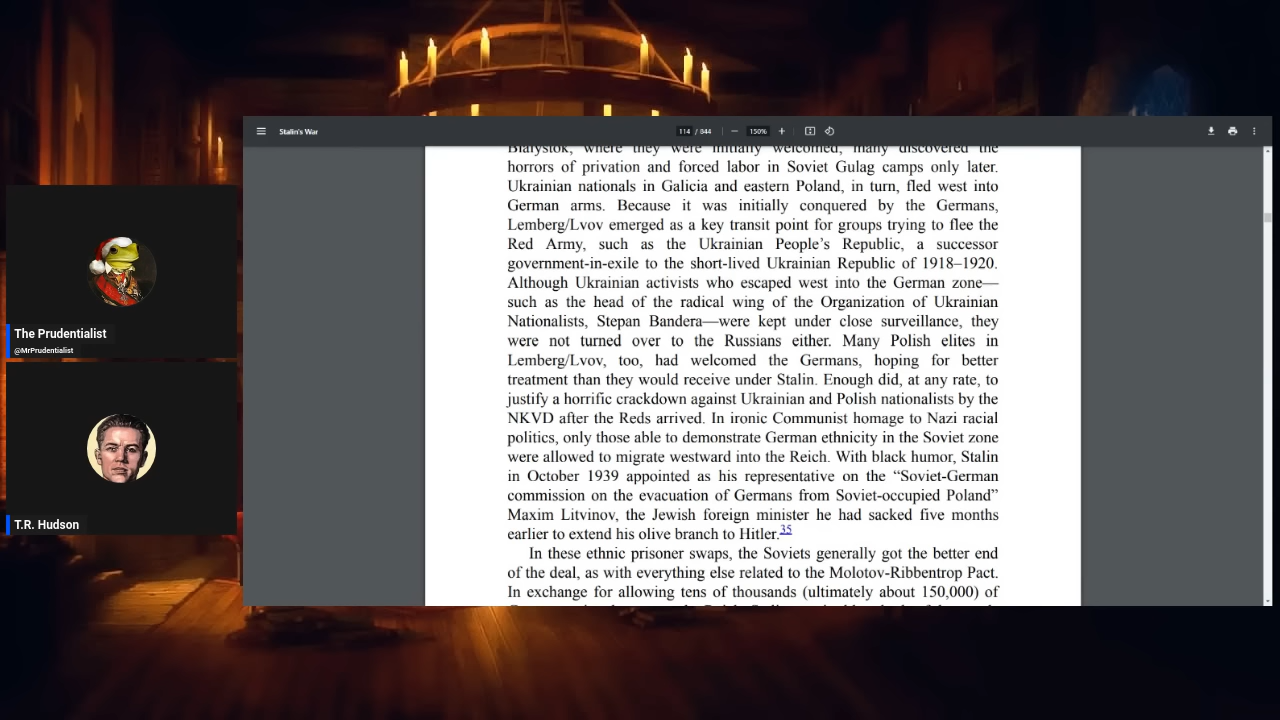 Stalin's War
114 / 844
150%
Bialystok, where they were initially welcomed, many discovered the
horrors of privation and forced labor in Soviet Gulag camps only later.
Ukrainian nationals in Galicia and eastern Poland, in turn, fled west into
German arms. Because it was initially conquered by the Germans,
Lemberg/Lvov emerged as a key transit point for groups trying to flee the
Red Army, such as the Ukrainian People's Republic, a successor
government-in-exile to the short-lived Ukrainian Republic of 1918–1920.
Although Ukrainian activists who escaped west into the German zone—
such as the head of the radical wing of the Organization of Ukrainian
Nationalists, Stepan Bandera—were kept under close surveillance, they
were not turned over to the Russians either. Many Polish elites in
Lemberg/Lvov, too, had welcomed the Germans, hoping for better
treatment than they would receive under Stalin. Enough did, at any rate, to
justify a horrific crackdown against Ukrainian and Polish nationalists by the
NKVD after the Reds arrived. In ironic Communist homage to Nazi racial
politics, only those able to demonstrate German ethnicity in the Soviet zone
were allowed to migrate westward into the Reich. With black humor, Stalin
in October 1939 appointed as his representative on the “Soviet-German
commission on the evacuation of Germans from Soviet-occupied Poland”
Maxim Litvinov, the Jewish foreign minister he had sacked five months
earlier to extend his olive branch to Hitler.35
In these ethnic prisoner swaps, the Soviets generally got the better end
of the deal, as with everything else related to the Molotov-Ribbentrop Pact.
In exchange for allowing tens of thousands (ultimately about 150,000) of
The Prudentialist
@MrPrudentialist
T.R. Hudson